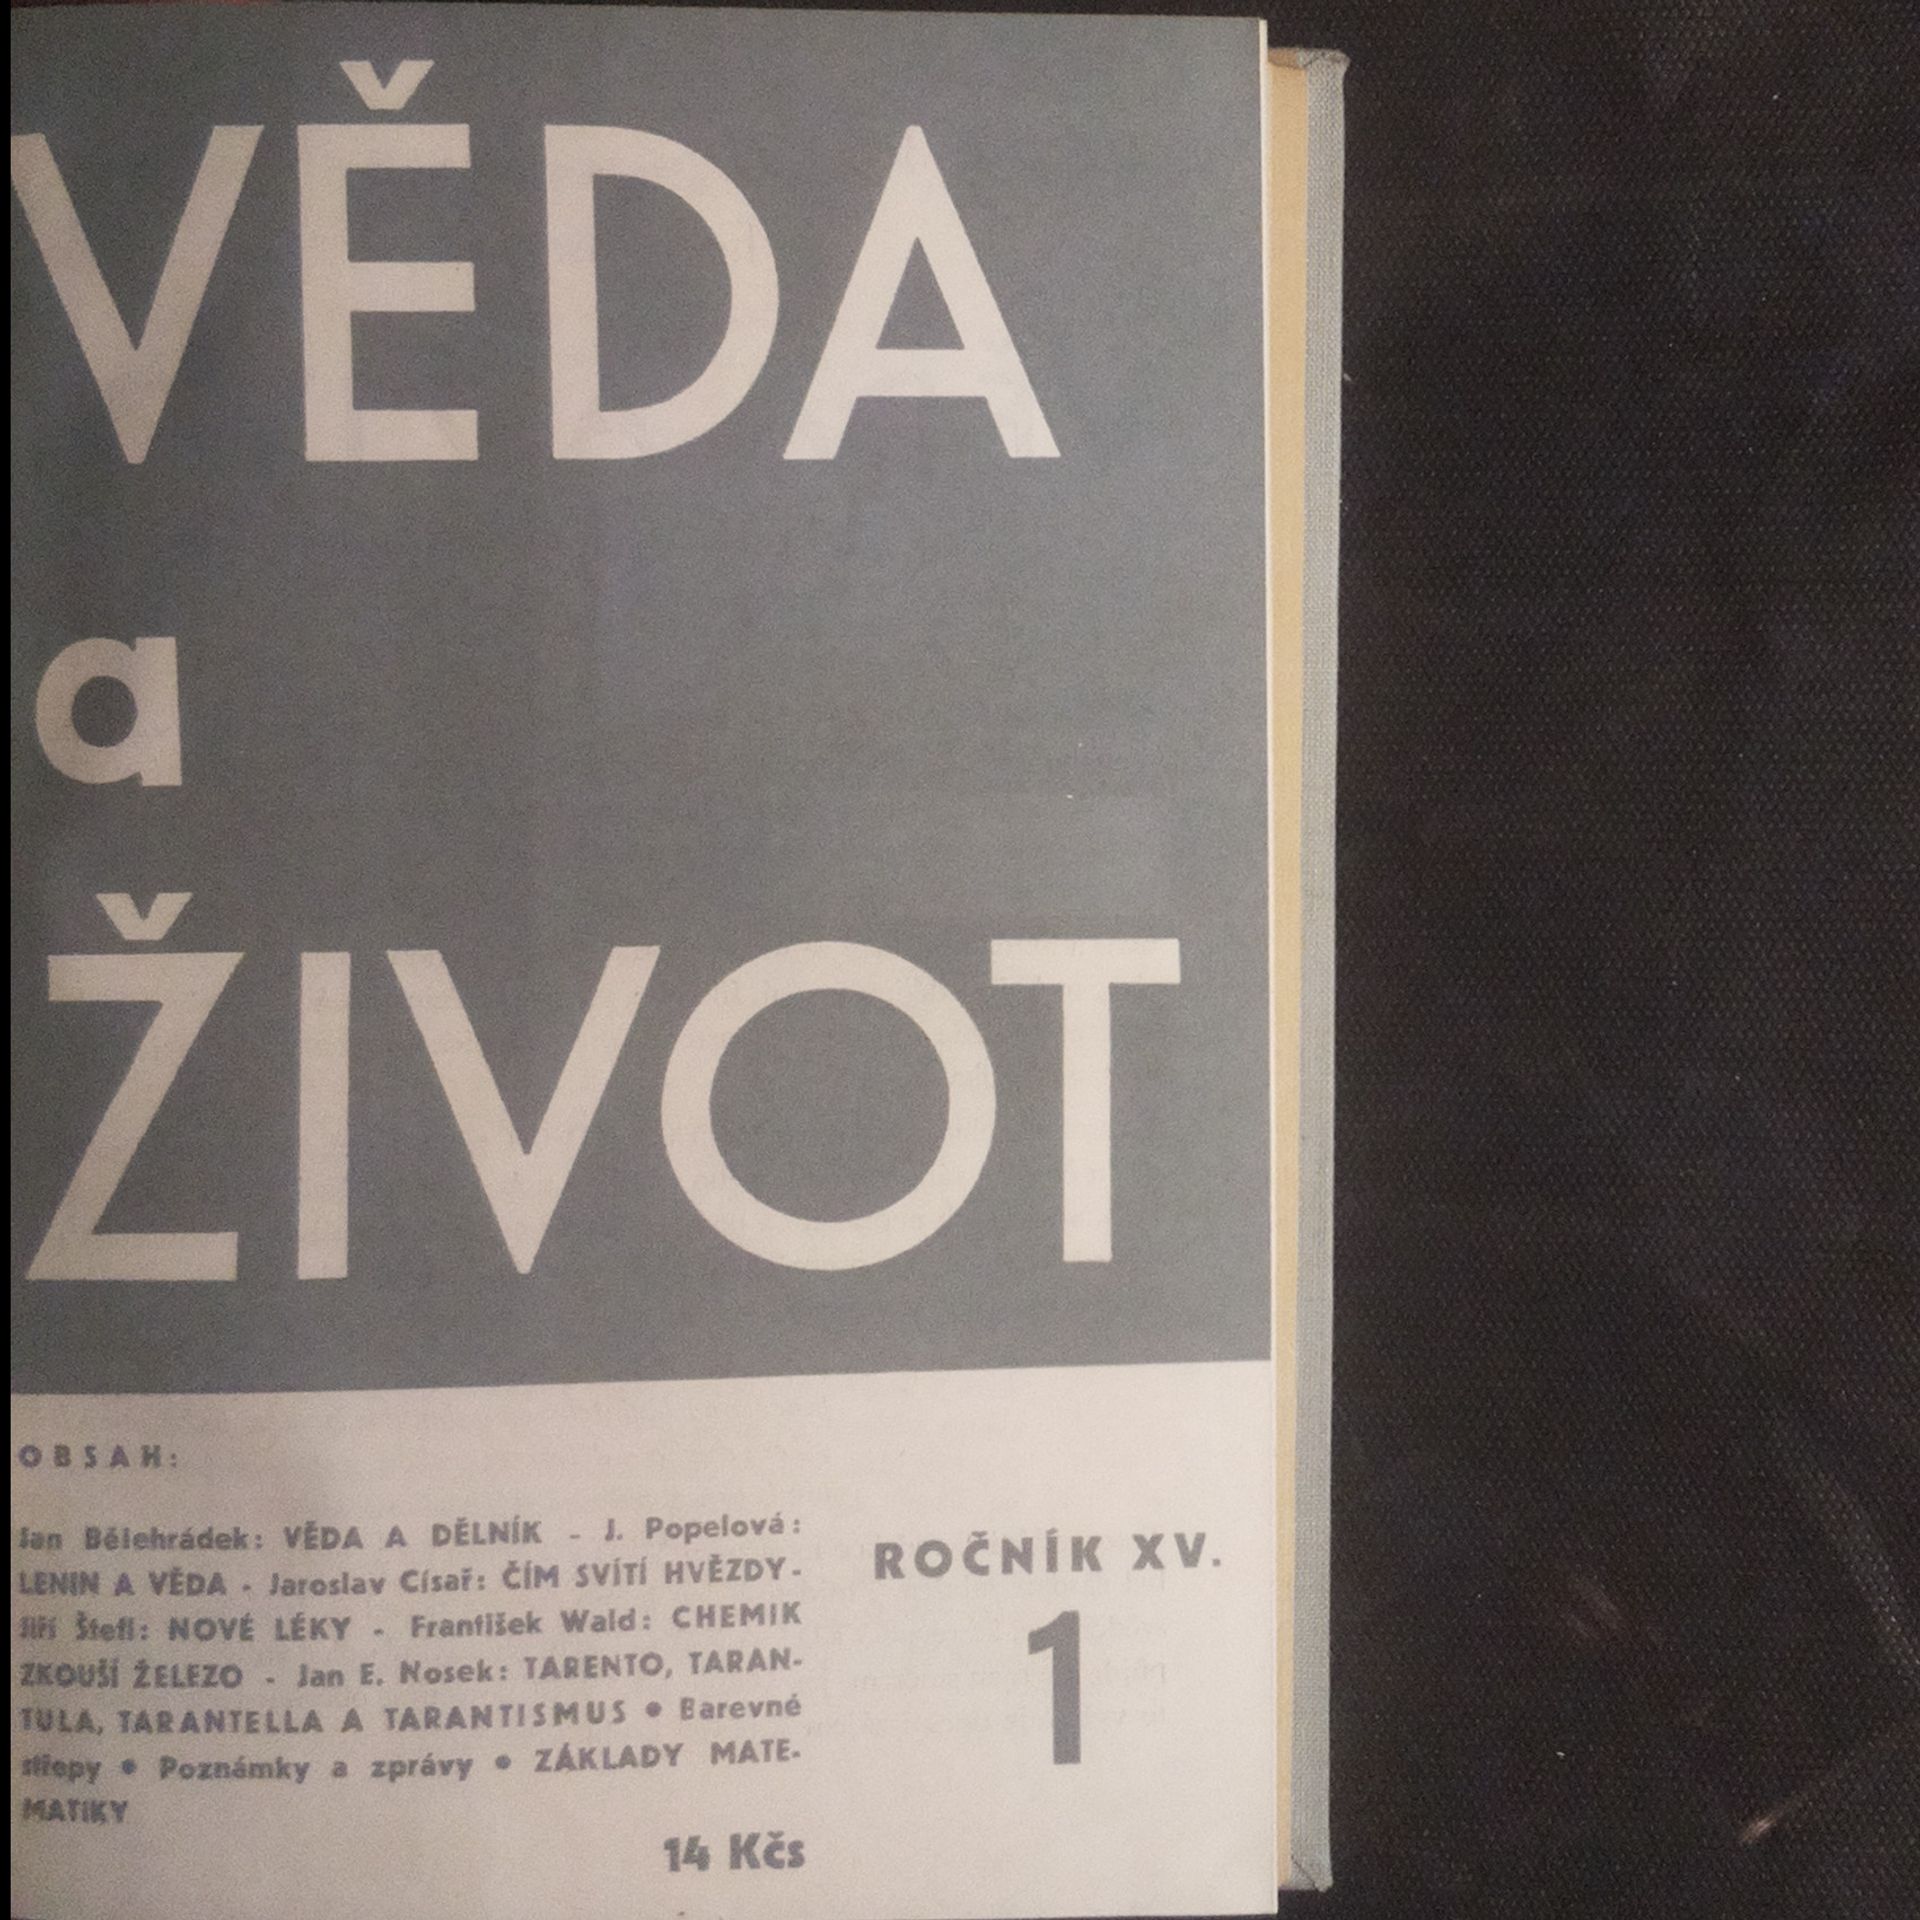 VĚDA
a
ŽIVOT
OBSAH:
Jan Bělehrádek: VĚDA A DĚLNÍK - J. Popelová:
LENIN A VĚDA - Jaroslav Císař: ČÍM SVÍTÍ HVĚZDY -
Jiří Štefl: NOVÉ LÉKY - František Wald: CHEMIK
ZKOUŠÍ ŽELEZO - Jan E. Nosek: TARENTO, TARAN-
TULA, TARANTELLA A TARANTISMUS • Barevné
střepy • Poznámky a zprávy • ZÁKLADY MATE-
MATIKY
14 Kčs
ROČNÍK XV.
1